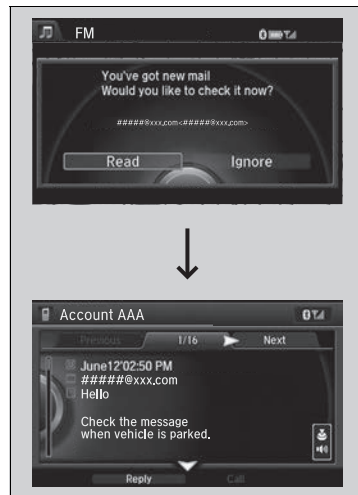 FM
You've got new mail
Would you like to check it now?
#####@xxx.com<#####@xxx.com>
Read Ignore
Account AAA
Previous 1/16 Next
June12'02:50 PM
#####@xxx.com
Hello
Check the message
when vehicle is parked.
Reply Call